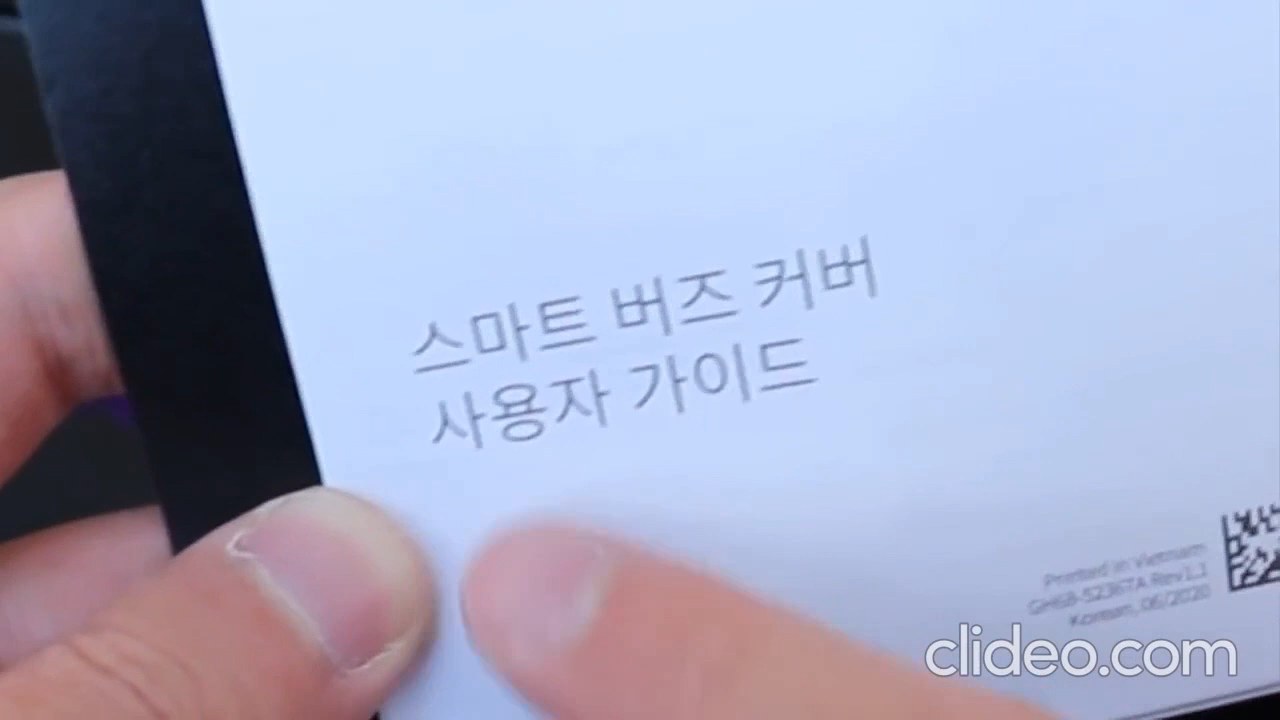 스마트 버즈 커버
사용자 가이드
Printed in Vietnam
GH68-52367A Rev.1.1
Korean, 06/2020
clideo.com